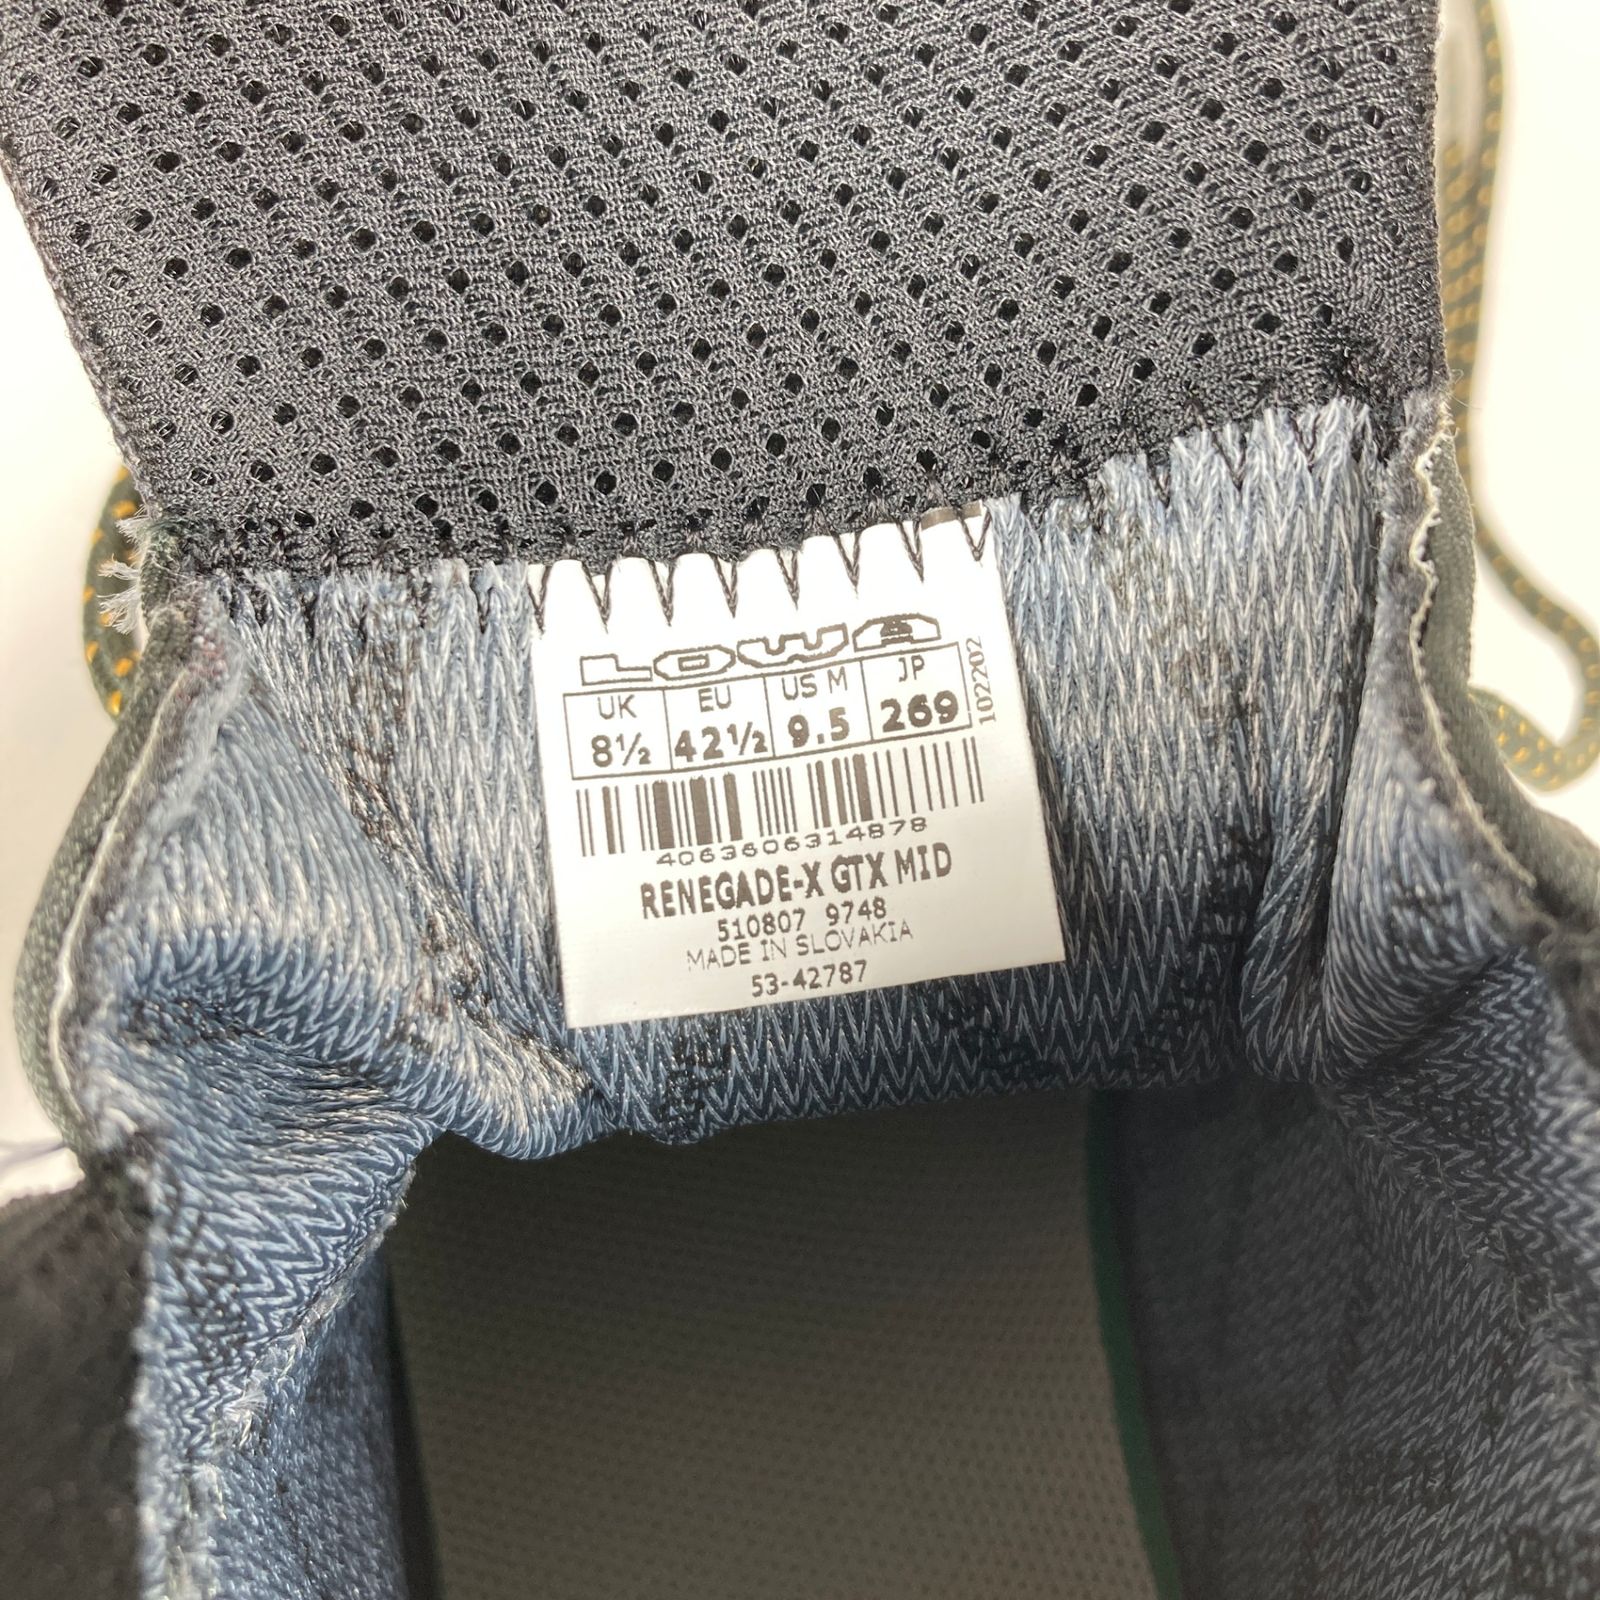 LOWA
UK EU US M JP
8½ 42½ 9.5 269
102202
4063606314878
RENEGADE-X GTX MID
510807 9748
MADE IN SLOVAKIA
53-42787